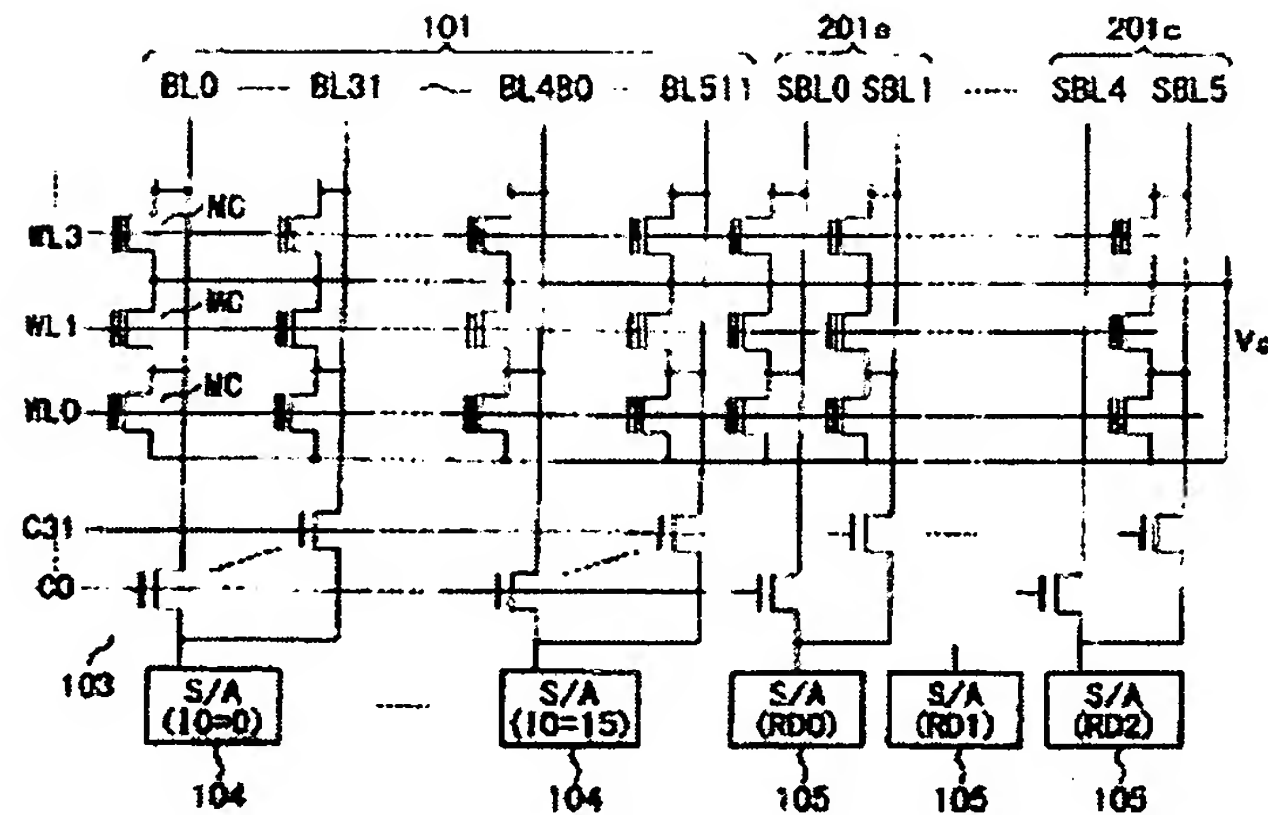 101 201a 201c
BL0 BL31 BL480 BL511 SBL0 SBL1 SBL4 SBL5
WL3 MC
WL1 MC
Vs
WL0 MC
C31
C0
103
S/A (IO=0) S/A (IO=15) S/A (RD0) S/A (RD1) S/A (RD2)
104 104 105 105 105